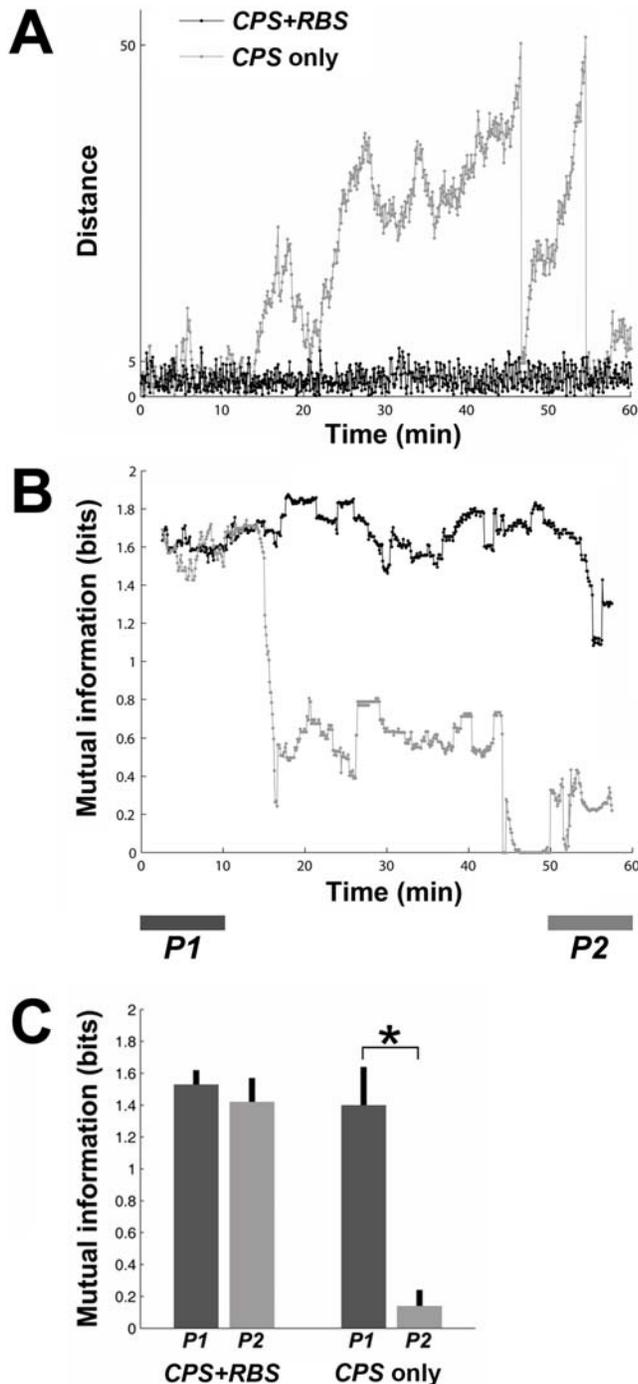 A
CPS+RBS
CPS only
50
5
0
Distance
0 10 20 30 40 50 60
Time (min)
B
2
1.8
1.6
1.4
1.2
1
0.8
0.6
0.4
0.2
0
Mutual information (bits)
0 10 20 30 40 50 60
Time (min)
P1 P2
C
2
1.8
1.6
1.4
1.2
1
0.8
0.6
0.4
0.2
0
Mutual information (bits)
*
P1 P2 P1 P2
CPS+RBS CPS only